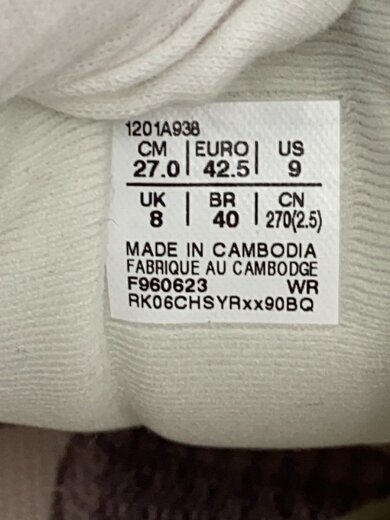 1201A938
CM EURO US
27.0 42.5 9
UK BR CN
8 40 270(2.5)
MADE IN CAMBODIA
FABRIQUE AU CAMBODGE
F960623 WR
RK06CHSYRxx90BQ